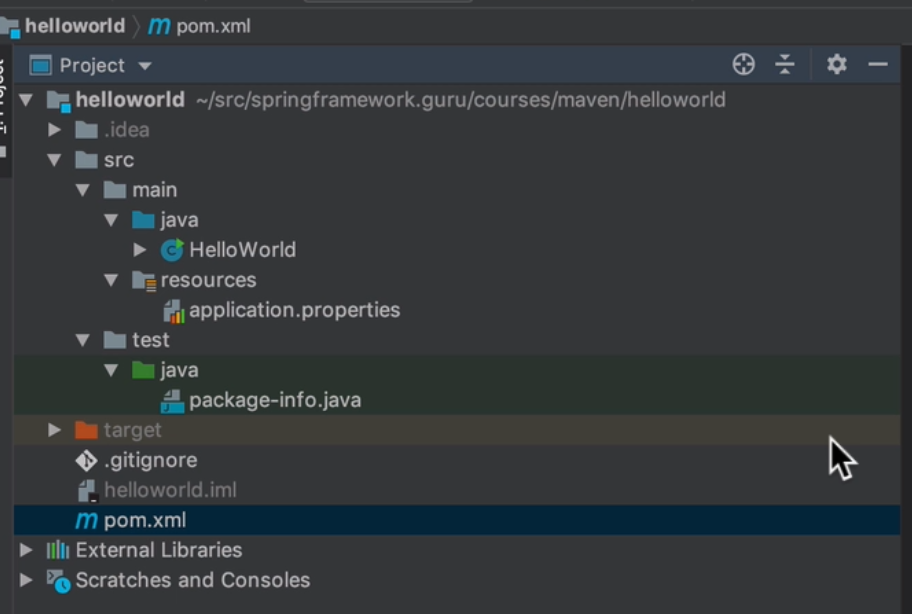 helloworld pom.xml
Project
helloworld ~/src/springframework.guru/courses/maven/helloworld
.idea
src
main
java
HelloWorld
resources
application.properties
test
java
package-info.java
target
.gitignore
helloworld.iml
pom.xml
External Libraries
Scratches and Consoles